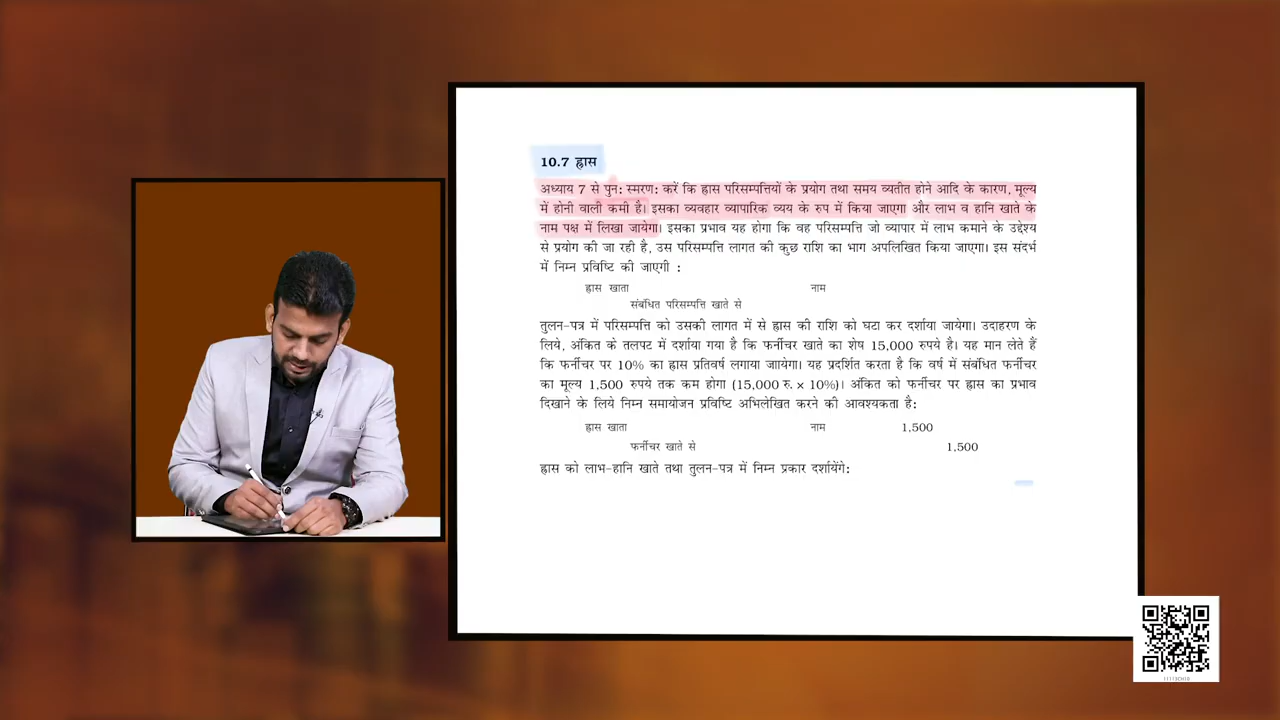 10.7 ह्रास
अध्याय 7 से पुन: स्मरण: करें कि ह्रास परिसम्पत्तियों के प्रयोग तथा समय व्यतीत होने आदि के कारण, मूल्य
में होनी वाली कमी है। इसका व्यवहार व्यापारिक व्यय के रुप में किया जाएगा और लाभ व हानि खाते के
नाम पक्ष में लिखा जायेगा। इसका प्रभाव यह होगा कि वह परिसम्पत्ति जो व्यापार में लाभ कमाने के उद्देश्य
से प्रयोग की जा रही है, उस परिसम्पत्ति लागत की कुछ राशि का भाग अपलिखित किया जाएगा। इस संदर्भ
में निम्न प्रविष्टि की जाएगी :
ह्रास खाता नाम
संबंधित परिसम्पत्ति खाते से
तुलन-पत्र में परिसम्पत्ति को उसकी लागत में से ह्रास की राशि को घटा कर दर्शाया जायेगा। उदाहरण के
लिये, अंकित के तलपट में दर्शाया गया है कि फर्नीचर खाते का शेष 15,000 रुपये है। यह मान लेते हैं
कि फर्नीचर पर 10% का ह्रास प्रतिवर्ष लगाया जाायेगा। यह प्रदर्शित करता है कि वर्ष में संबंधित फर्नीचर
का मूल्य 1,500 रुपये तक कम होगा (15,000 रु. × 10%)। अंकित को फर्नीचर पर ह्रास का प्रभाव
दिखाने के लिये निम्न समायोजन प्रविष्टि अभिलेखित करने की आवश्यकता है:
ह्रास खाता नाम 1,500
फर्नीचर खाते से 1,500
ह्रास को लाभ-हानि खाते तथा तुलन-पत्र में निम्न प्रकार दर्शायेंगे: